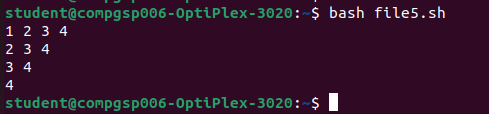 student@compgsp006-OptiPlex-3020:~$ bash file5.sh
1 2 3 4
2 3 4
3 4
4
student@compgsp006-OptiPlex-3020:~$